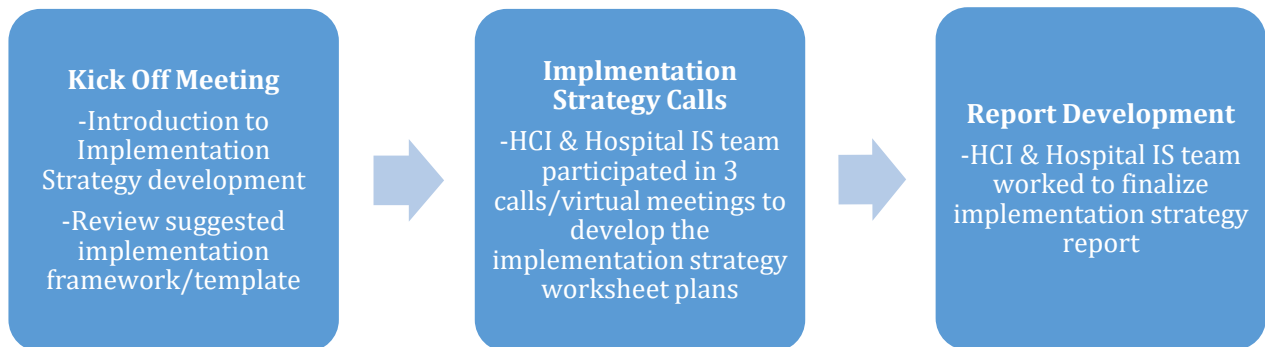 Kick Off Meeting
-Introduction to
Implementation
Strategy development
-Review suggested
implementation
framework/template
Implmentation
Strategy Calls
-HCI & Hospital IS team
participated in 3
calls/virtual meetings to
develop the
implementation strategy
worksheet plans
Report Development
-HCI & Hospital IS team
worked to finalize
implementation strategy
report